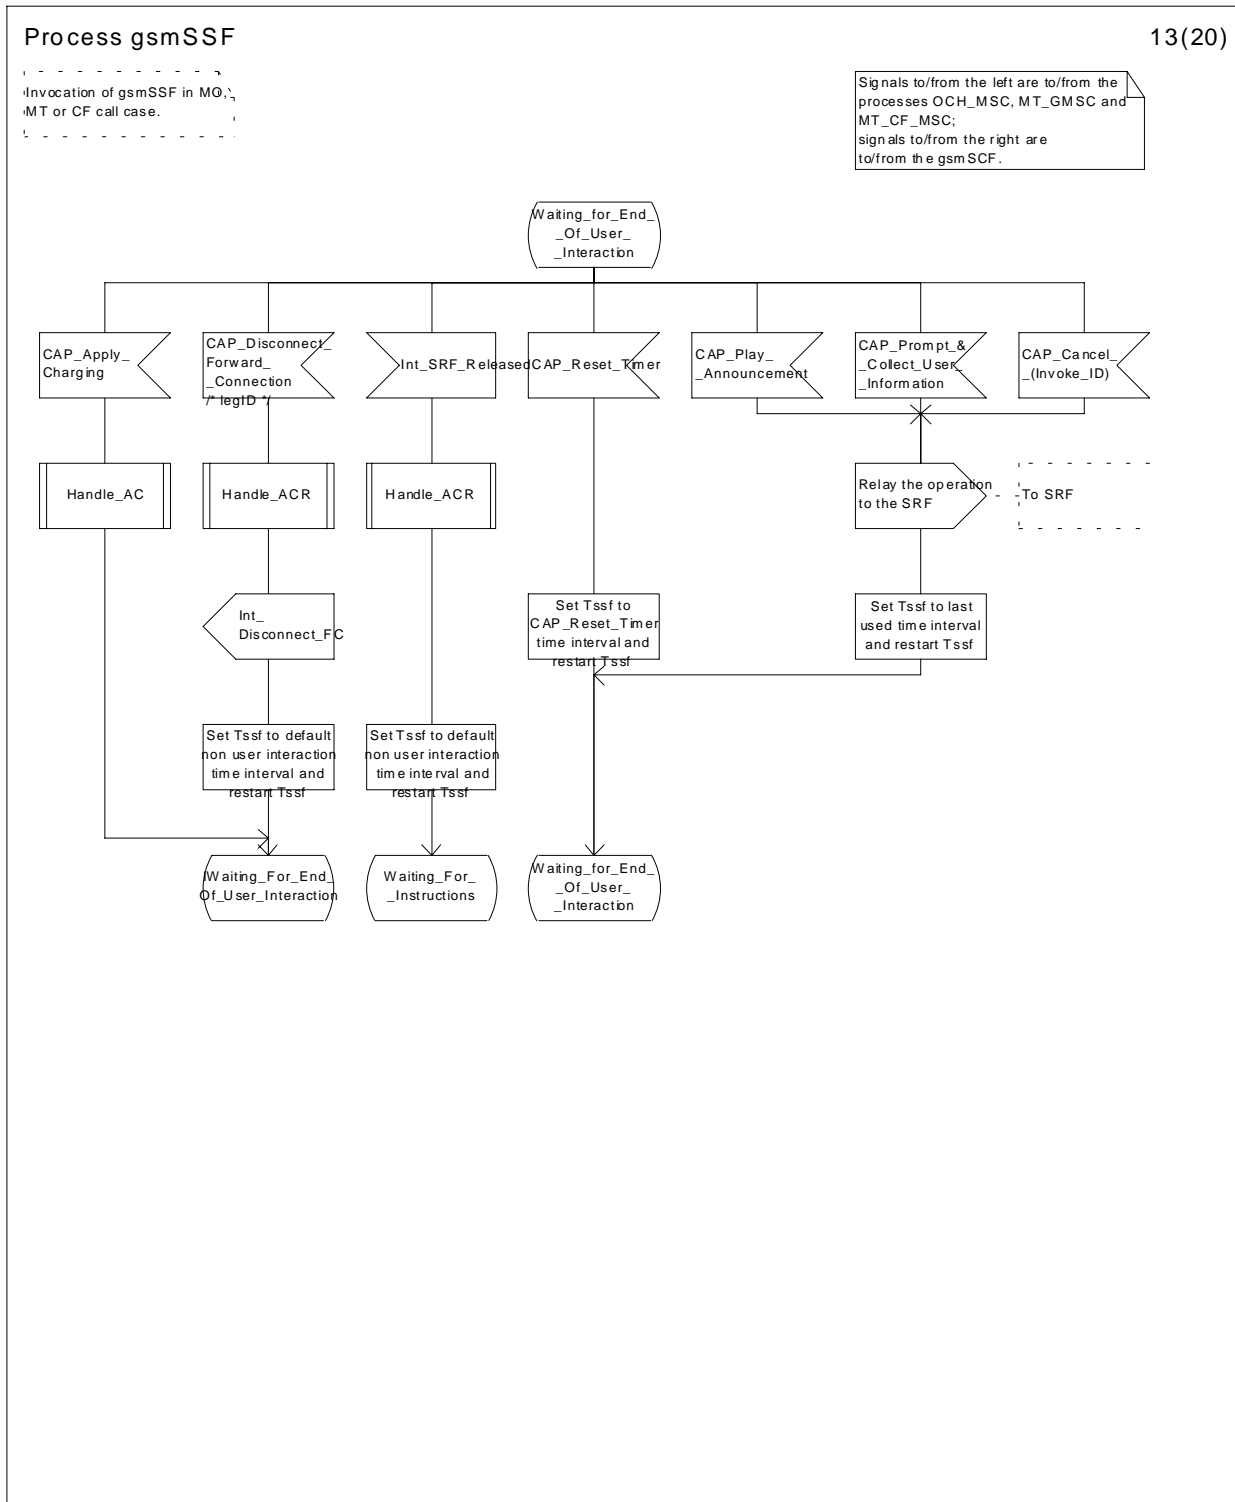 Process gsmSSF
13(20)
Invocation of gsmSSF in MO,
MT or CF call case.
Signals to/from the left are to/from the
processes OCH_MSC, MT_GMSC and
MT_CF_MSC;
signals to/from the right are
to/from the gsmSCF.
Waiting_for_End_
_Of_User_
_Interaction
CAP_Apply_
_Charging
CAP_Disconnect_
_Forward_
_Connection
/* legID */
Int_SRF_Released
CAP_Reset_Timer
CAP_Play_
_Announcement
CAP_Prompt_&
_Collect_User_
_Information
CAP_Cancel_
_(Invoke_ID)
Handle_AC
Handle_ACR
Handle_ACR
Relay the operation
to the SRF
To SRF
Int_
_Disconnect_FC
Set Tssf to
CAP_Reset_Timer
time interval and
restart Tssf
Set Tssf to last
used time interval
and restart Tssf
Set Tssf to default
non user interaction
time interval and
restart Tssf
Set Tssf to default
non user interaction
time interval and
restart Tssf
Waiting_For_End_
Of_User_Interaction
Waiting_For_
_Instructions
Waiting_for_End_
_Of_User_
_Interaction